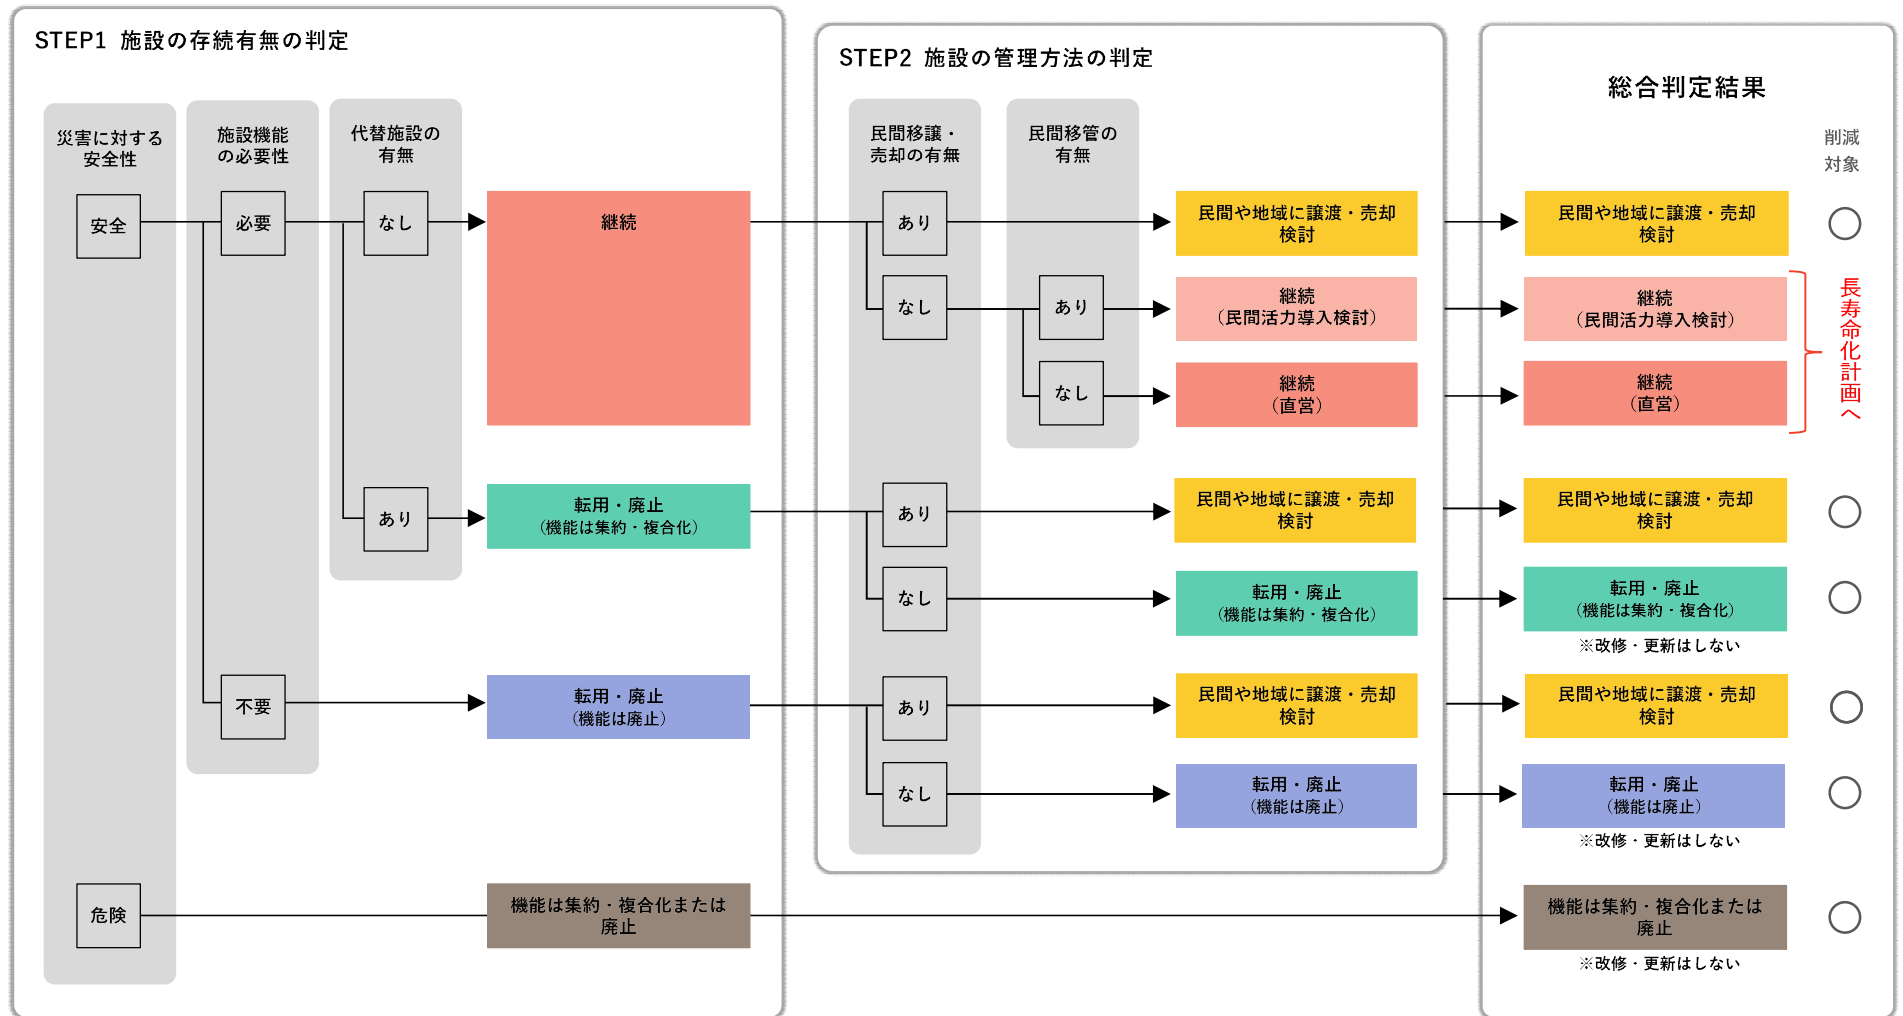 STEP1 施設の存続有無の判定
災害に対する
安全性
施設機能
の必要性
代替施設の
有無
安全
必要
なし
継続
あり
転用・廃止
（機能は集約・複合化）
不要
転用・廃止
（機能は廃止）
危険
機能は集約・複合化または
廃止
STEP2 施設の管理方法の判定
民間移譲・
売却の有無
民間移管の
有無
あり
民間や地域に譲渡・売却
検討
なし
あり
継続
（民間活力導入検討）
なし
継続
（直営）
あり
民間や地域に譲渡・売却
検討
なし
転用・廃止
（機能は集約・複合化）
あり
民間や地域に譲渡・売却
検討
なし
転用・廃止
（機能は廃止）
総合判定結果
削減
対象
民間や地域に譲渡・売却
検討
継続
（民間活力導入検討）
継続
（直営）
長寿命化計画へ
民間や地域に譲渡・売却
検討
転用・廃止
（機能は集約・複合化）
※改修・更新はしない
民間や地域に譲渡・売却
検討
転用・廃止
（機能は廃止）
※改修・更新はしない
機能は集約・複合化または
廃止
※改修・更新はしない